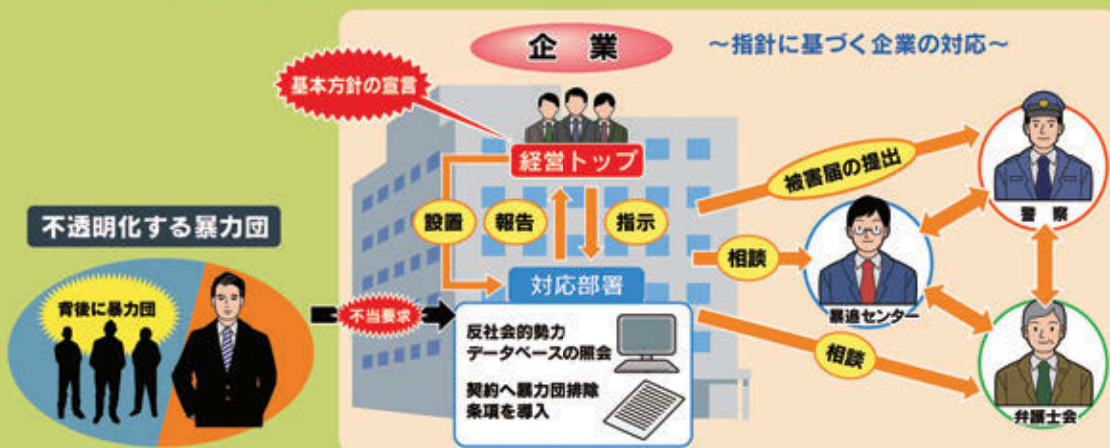 企業
～指針に基づく企業の対応～
基本方針の宣言
経営トップ
設置
報告
指示
対応部署
反社会的勢力
データベースの照会
契約へ暴力団排除
条項を導入
不透明化する暴力団
背後に暴力団
不当要求
被害届の提出
相談
相談
警察
暴追センター
弁護士会